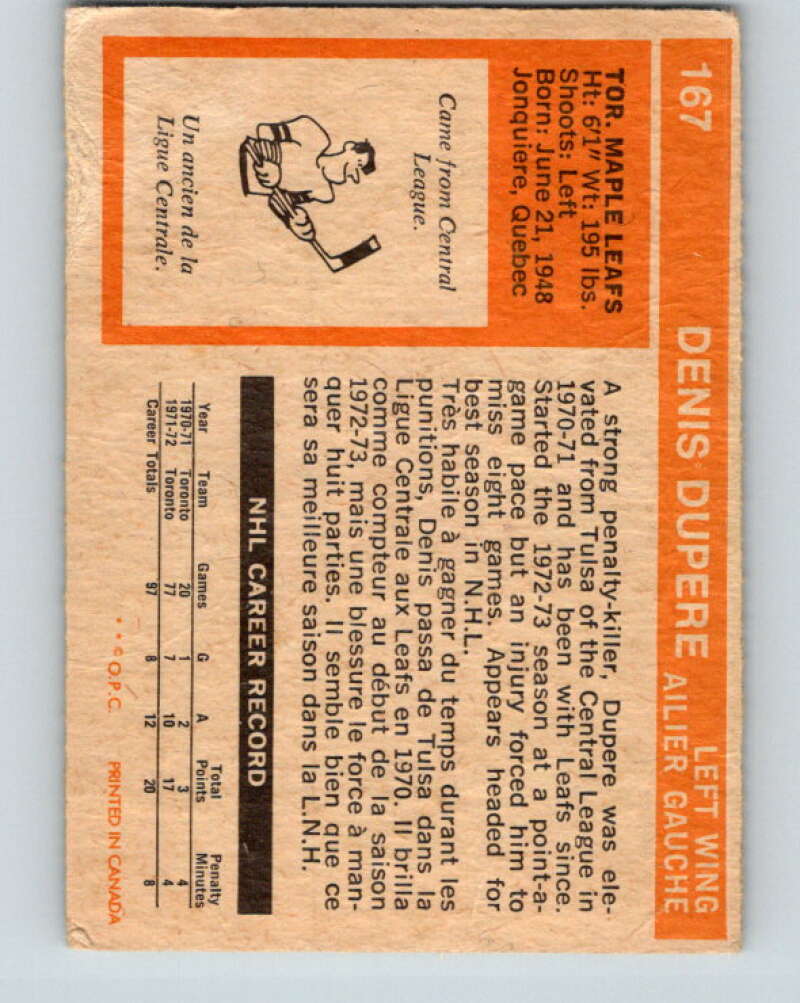 167
DENIS DUPERE
LEFT WING
AILIER GAUCHE
TOR. MAPLE LEAFS
Ht: 6'1" Wt: 195 lbs.
Shoots: Left
Born: June 21, 1948
Jonquiere, Quebec
Came from Central
League.
Un ancien de la
Ligue Centrale.
A strong penalty-killer, Dupere was ele-
vated from Tulsa of the Central League in
1970-71 and has been with Leafs since.
Started the 1972-73 season at a point-a-
game pace but an injury forced him to
miss eight games. Appears headed for
best season in N.H.L.
Très habile à gagner du temps durant les
punitions, Denis passa de Tulsa dans la
Ligue Centrale aux Leafs en 1970. Il brilla
comme compteur au début de la saison
1972-73, mais une blessure le force à man-
quer huit parties. Il semble bien que ce
sera sa meilleure saison dans la L.N.H.
NHL CAREER RECORD
Year Team Games G A Total Points Penalty Minutes
1970-71 Toronto 20 1 2 3 4
1971-72 Toronto 77 7 10 17 4
Career Totals 97 8 12 20 8
* * © O.P.C. PRINTED IN CANADA